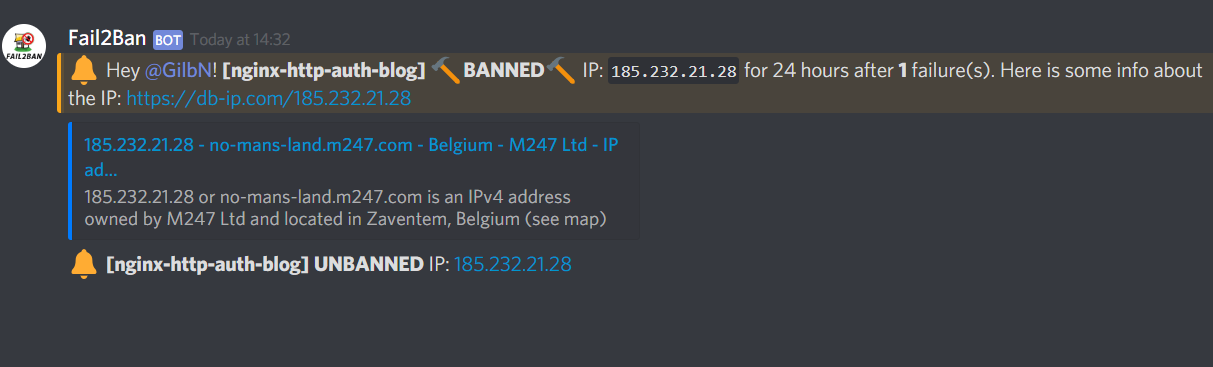 Fail2Ban BOT Today at 14:32
FAIL2BAN
Hey @GilbN! [nginx-http-auth-blog] BANNED IP: 185.232.21.28 for 24 hours after 1 failure(s). Here is some info about
the IP: https://db-ip.com/185.232.21.28
185.232.21.28 - no-mans-land.m247.com - Belgium - M247 Ltd - IP
ad...
185.232.21.28 or no-mans-land.m247.com is an IPv4 address
owned by M247 Ltd and located in Zaventem, Belgium (see map)
[nginx-http-auth-blog] UNBANNED IP: 185.232.21.28